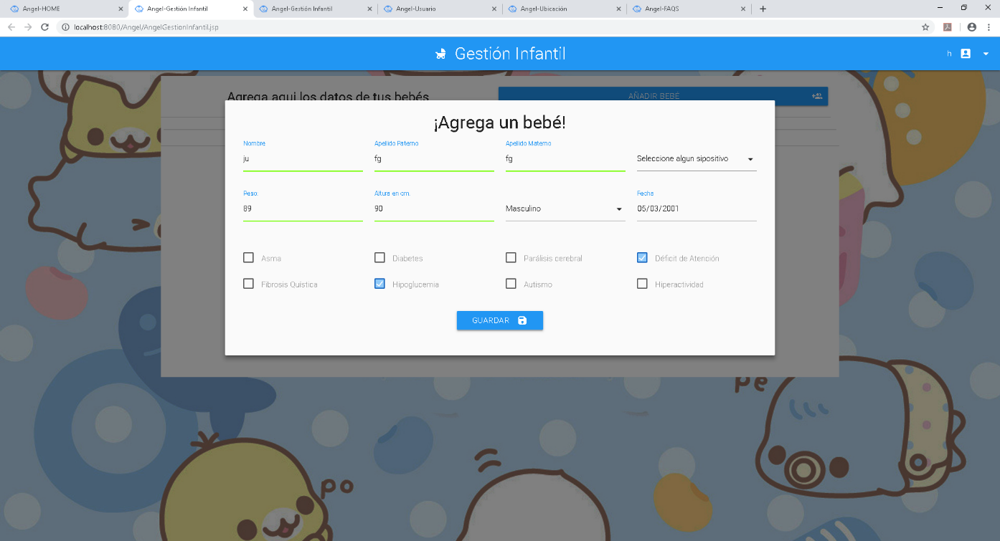 Angel-HOME Angel-Gestión Infantil Angel-Gestión Infantil Angel-Usuario Angel-Ubicación Angel-FAQS
localhost:8080/Angel/AngelGestionInfantil.jsp
Gestión Infantil h
Agrega aqui los datos de tus bebés AÑADIR BEBÉ
¡Agrega un bebé!
Nombre Apellido Paterno Apellido Materno
ju fg fg Seleccione algun sipositivo
Peso: Altura en cm. Fecha
89 90 Masculino 05/03/2001
Asma Diabetes Parálisis cerebral Déficit de Atención
Fibrosis Quística Hipoglucemia Autismo Hiperactividad
GUARDAR
pe
po